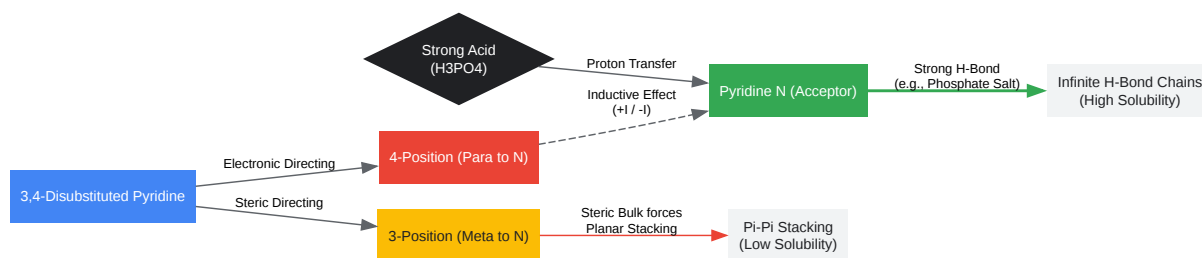 Strong Acid
(H3PO4)
Proton Transfer
Inductive Effect
(+I / -I)
Pyridine N (Acceptor)
Strong H-Bond
(e.g., Phosphate Salt)
Infinite H-Bond Chains
(High Solubility)
3,4-Disubstituted Pyridine
Electronic Directing
4-Position (Para to N)
Steric Directing
3-Position (Meta to N)
Steric Bulk forces
Planar Stacking
Pi-Pi Stacking
(Low Solubility)